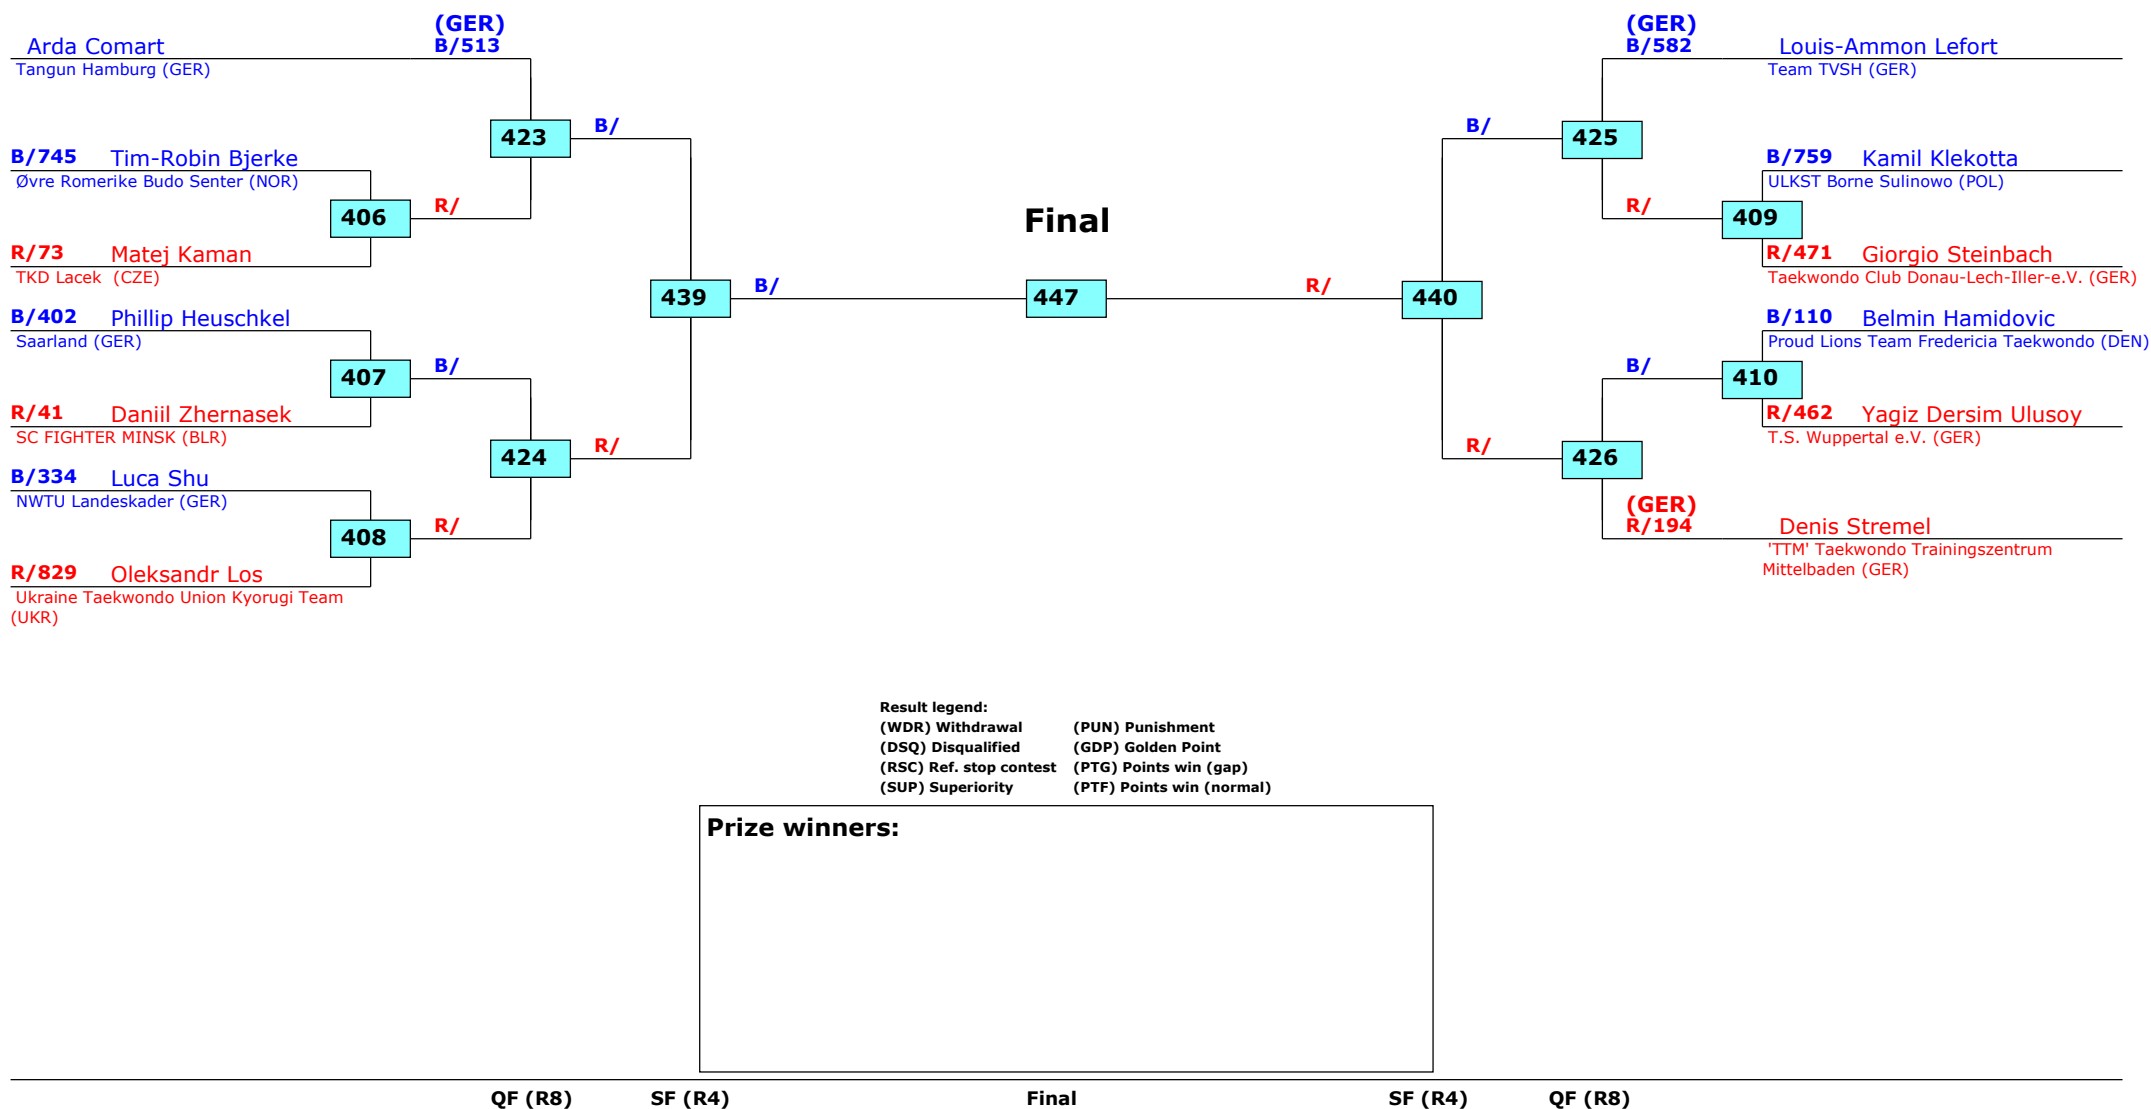 (GER)
B/513
Arda Comart
Tangun Hamburg (GER)
423
B/
B/745 Tim-Robin Bjerke
Øvre Romerike Budo Senter (NOR)
406
R/
R/73 Matej Kaman
TKD Lacek (CZE)
439
B/
B/402 Phillip Heuschkel
Saarland (GER)
407
B/
R/41 Daniil Zhernasek
SC FIGHTER MINSK (BLR)
424
R/
B/334 Luca Shu
NWTU Landeskader (GER)
408
R/
R/829 Oleksandr Los
Ukraine Taekwondo Union Kyorugi Team
(UKR)
Final
447
(GER)
B/582
Louis-Ammon Lefort
Team TVSH (GER)
B/
425
B/759 Kamil Klekotta
ULKST Borne Sulinowo (POL)
R/
409
R/471 Giorgio Steinbach
Taekwondo Club Donau-Lech-Iller-e.V. (GER)
R/
440
B/110 Belmin Hamidovic
Proud Lions Team Fredericia Taekwondo (DEN)
B/
410
R/462 Yagiz Dersim Ulusoy
T.S. Wuppertal e.V. (GER)
R/
426
(GER)
R/194
Denis Stremel
'TTM' Taekwondo Trainingszentrum
Mittelbaden (GER)
Result legend:
(WDR) Withdrawal (PUN) Punishment
(DSQ) Disqualified (GDP) Golden Point
(RSC) Ref. stop contest (PTG) Points win (gap)
(SUP) Superiority (PTF) Points win (normal)
Prize winners:
QF (R8) SF (R4) Final SF (R4) QF (R8)